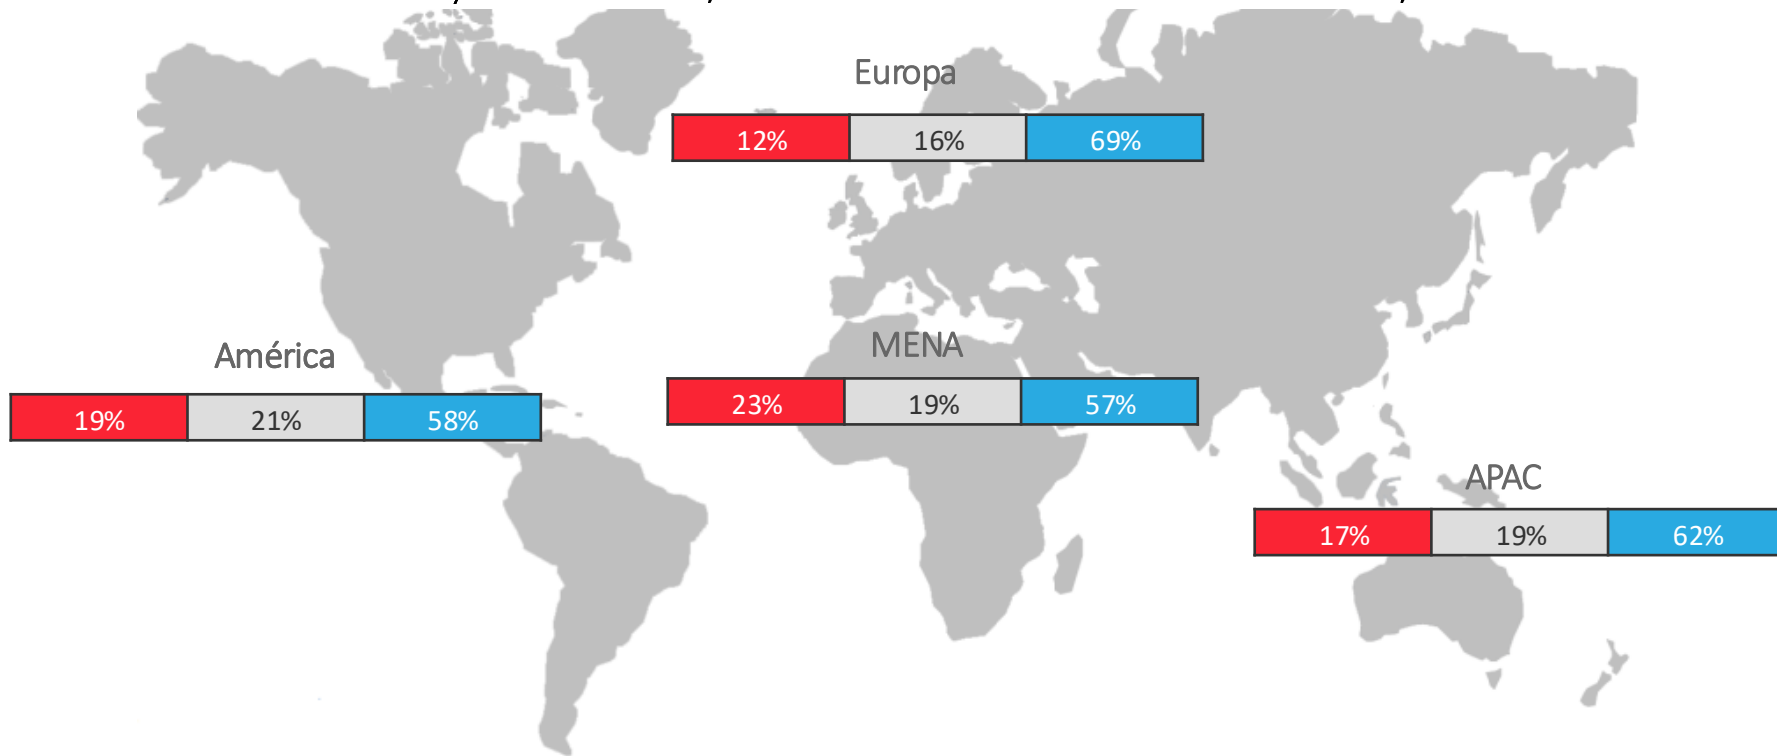 Europa
12% 16% 69%
MENA
23% 19% 57%
América
19% 21% 58%
APAC
17% 19% 62%